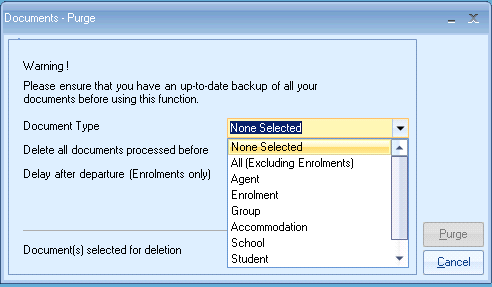 Documents - Purge
Warning !
Please ensure that you have an up-to-date backup of all your
documents before using this function.
Document Type
None Selected
Delete all documents processed before
Delay after departure (Enrolments only)
None Selected
All (Excluding Enrolments)
Agent
Enrolment
Group
Accommodation
School
Student
Document(s) selected for deletion
Purge
Cancel